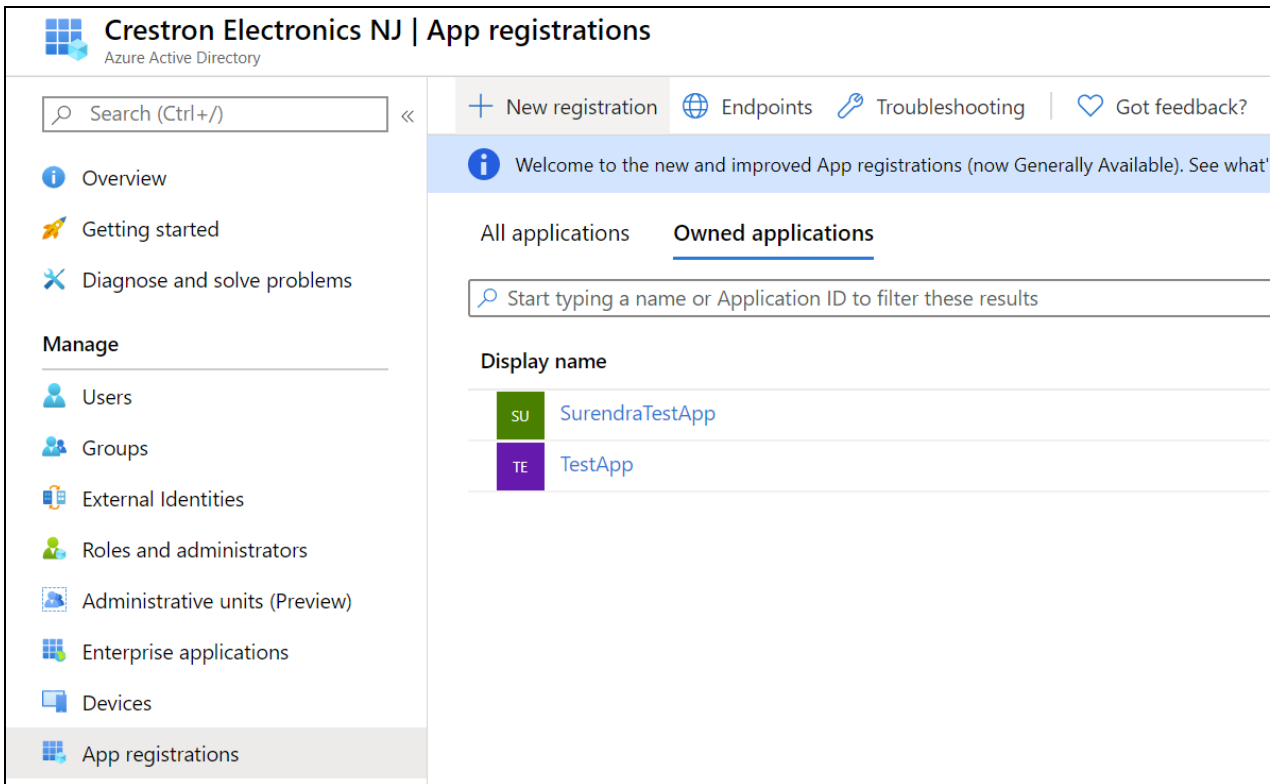 Crestron Electronics NJ | App registrations
Azure Active Directory
Search (Ctrl+/)
«
Overview
Getting started
Diagnose and solve problems
Manage
Users
Groups
External Identities
Roles and administrators
Administrative units (Preview)
Enterprise applications
Devices
App registrations
New registration
Endpoints
Troubleshooting
Got feedback?
Welcome to the new and improved App registrations (now Generally Available). See what'
All applications
Owned applications
Start typing a name or Application ID to filter these results
Display name
SU SurendraTestApp
TE TestApp